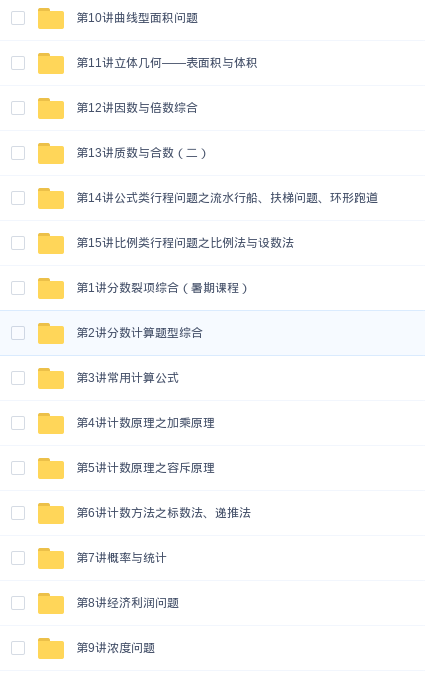 第10讲曲线型面积问题
第11讲立体几何——表面积与体积
第12讲因数与倍数综合
第13讲质数与合数（二）
第14讲公式类行程问题之流水行船、扶梯问题、环形跑道
第15讲比例类行程问题之比例法与设数法
第1讲分数裂项综合（暑期课程）
第2讲分数计算题型综合
第3讲常用计算公式
第4讲计数原理之加乘原理
第5讲计数原理之容斥原理
第6讲计数方法之标数法、递推法
第7讲概率与统计
第8讲经济利润问题
第9讲浓度问题